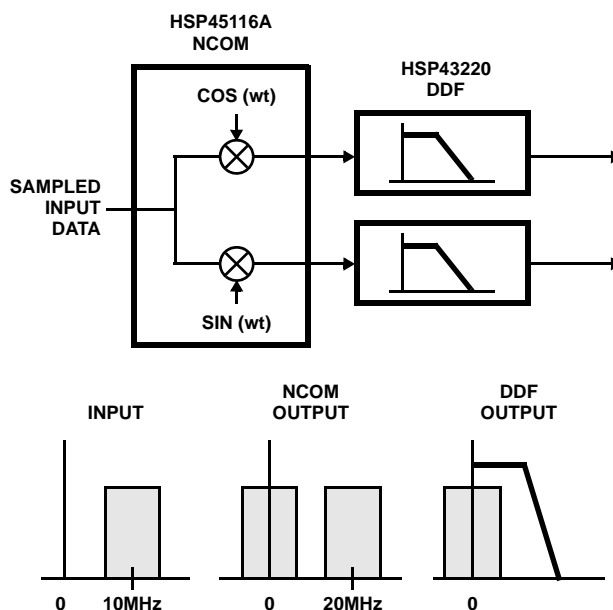 HSP45116A
NCOM
HSP43220
DDF
COS (wt)
SAMPLED
INPUT
DATA
SIN (wt)
INPUT
NCOM
OUTPUT
DDF
OUTPUT
0
10MHz
0
20MHz
0